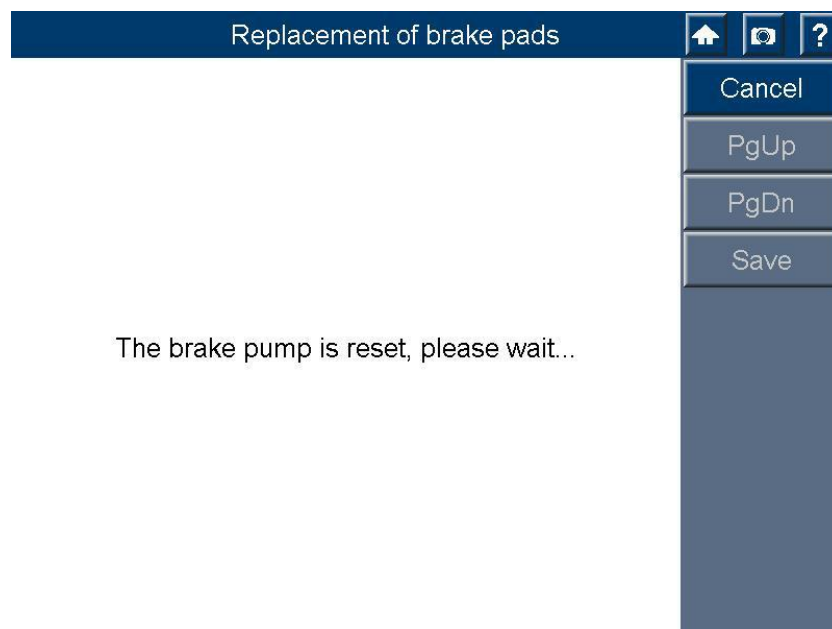 Replacement of brake pads
?
Cancel
PgUp
PgDn
Save
The brake pump is reset, please wait...